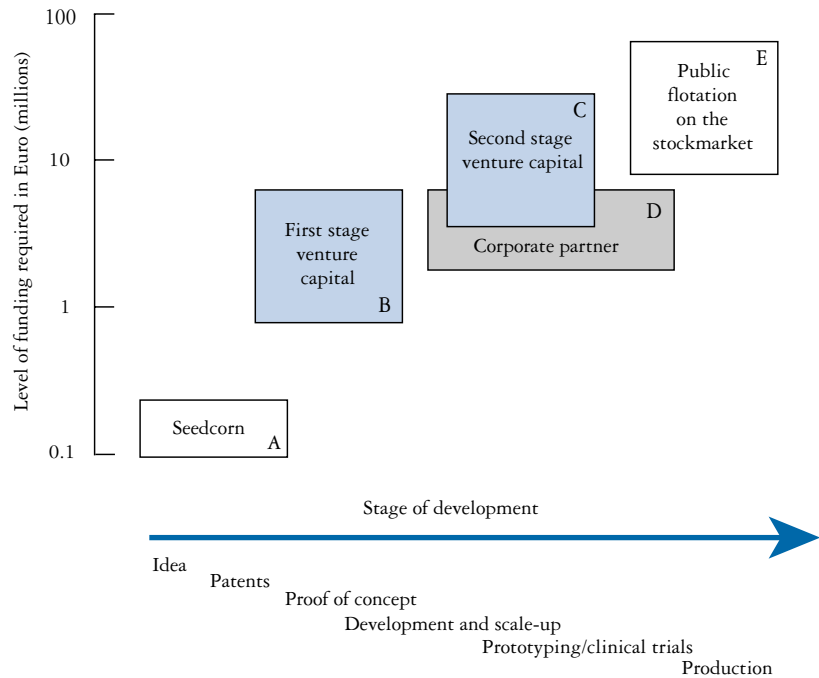 Level of funding required in Euro (millions)
100
10
1
0.1
E
Public
flotation
on the
stockmarket
C
Second stage
venture capital
D
Corporate partner
First stage
venture
capital
B
Seedcorn
A
Stage of development
Idea
Patents
Proof of concept
Development and scale-up
Prototyping/clinical trials
Production